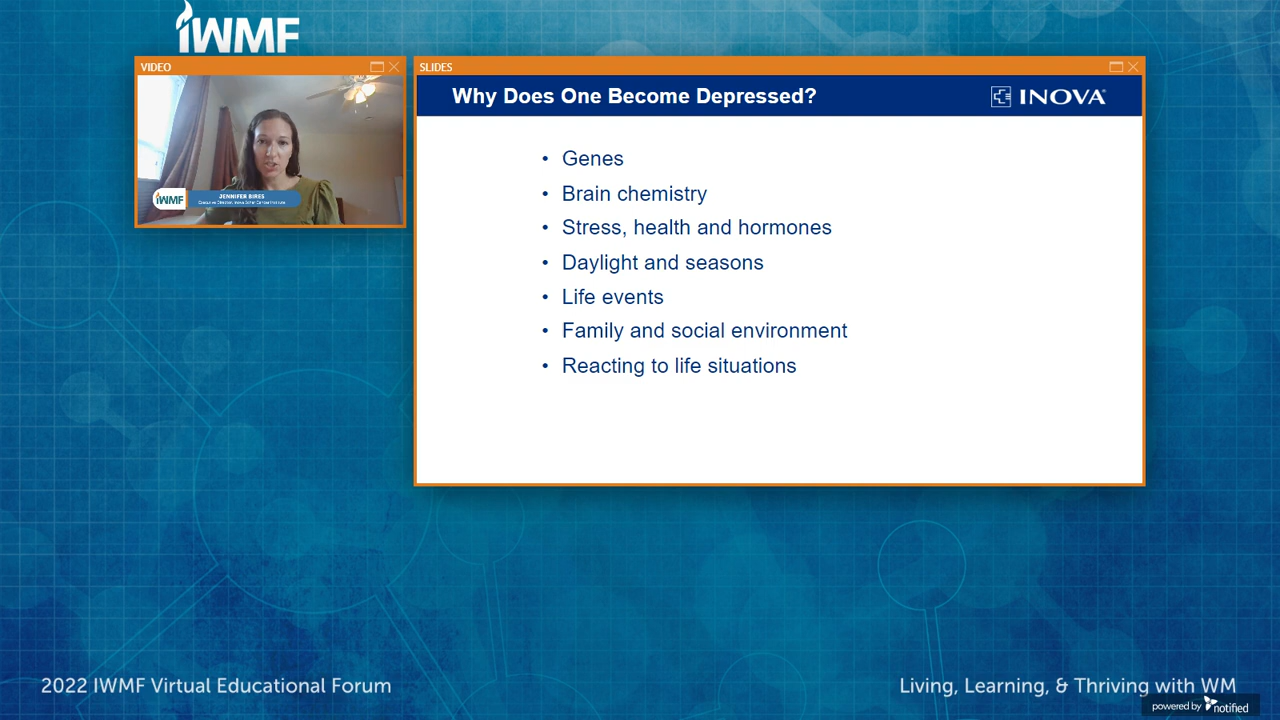 IWMF
VIDEO
SLIDES
Why Does One Become Depressed?
INOVA
• Genes
• Brain chemistry
• Stress, health and hormones
• Daylight and seasons
• Life events
• Family and social environment
• Reacting to life situations
IWMF
JENNIFER BIRES
2022 IWMF Virtual Educational Forum
Living, Learning, & Thriving with WM
powered by notified